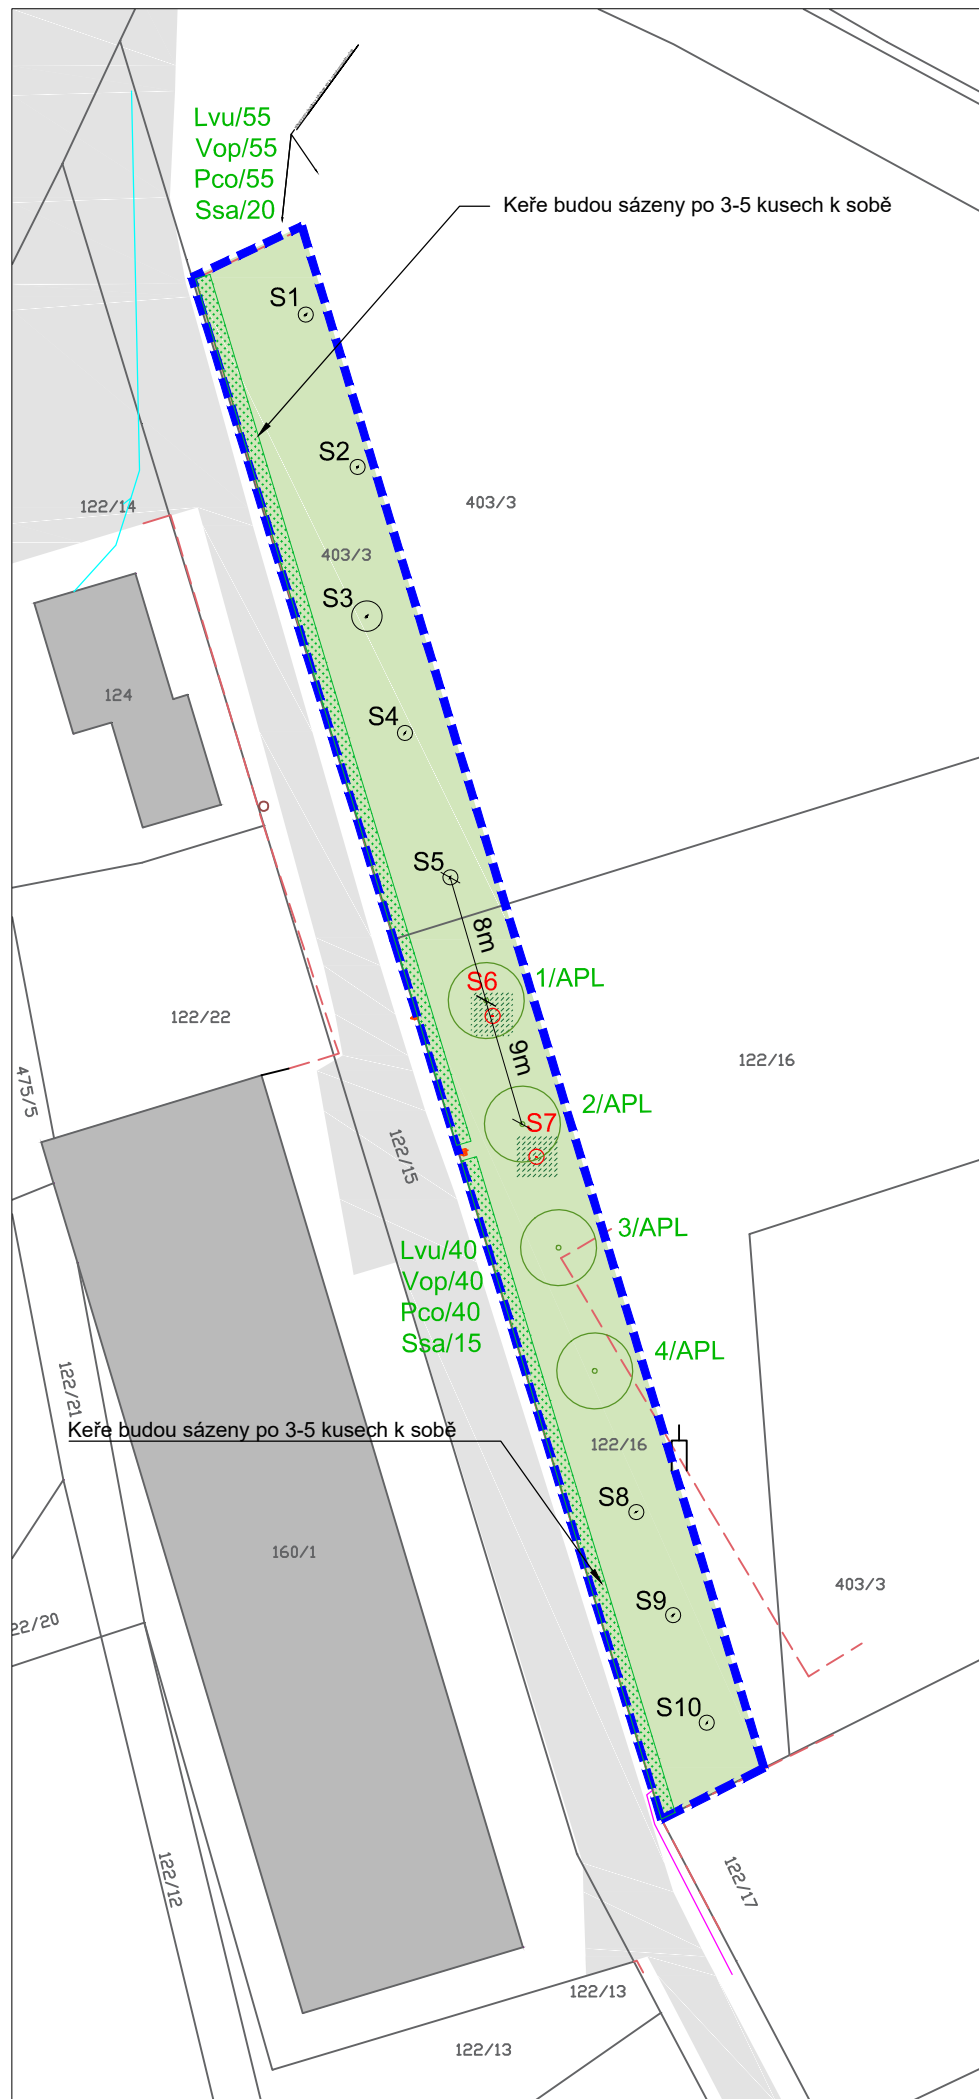 Lvu/55
Vop/55
Pco/55
Ssa/20
Keře budou sázeny po 3-5 kusech k sobě
S1
S2
122/14
403/3
403/3
S3
124
S4
S5
8m
S6
1/APL
122/22
9m
122/16
475/5
2/APL
S7
122/15
3/APL
Lvu/40
Vop/40
Pco/40
Ssa/15
4/APL
122/21
Keře budou sázeny po 3-5 kusech k sobě
122/16
S8
160/1
403/3
S9
22/20
S10
122/12
122/17
122/13
122/13